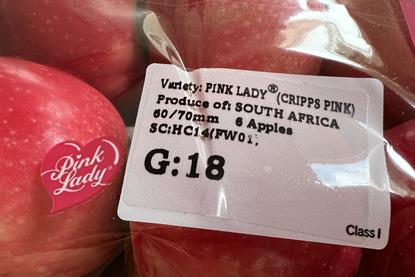 Variety: PINK LADY® (CRIPPS PINK)
Produce of: SOUTH AFRICA
60/70mm 6 Apples
SC:HC14(FW01,
G:18
Class I
Pink
Lady